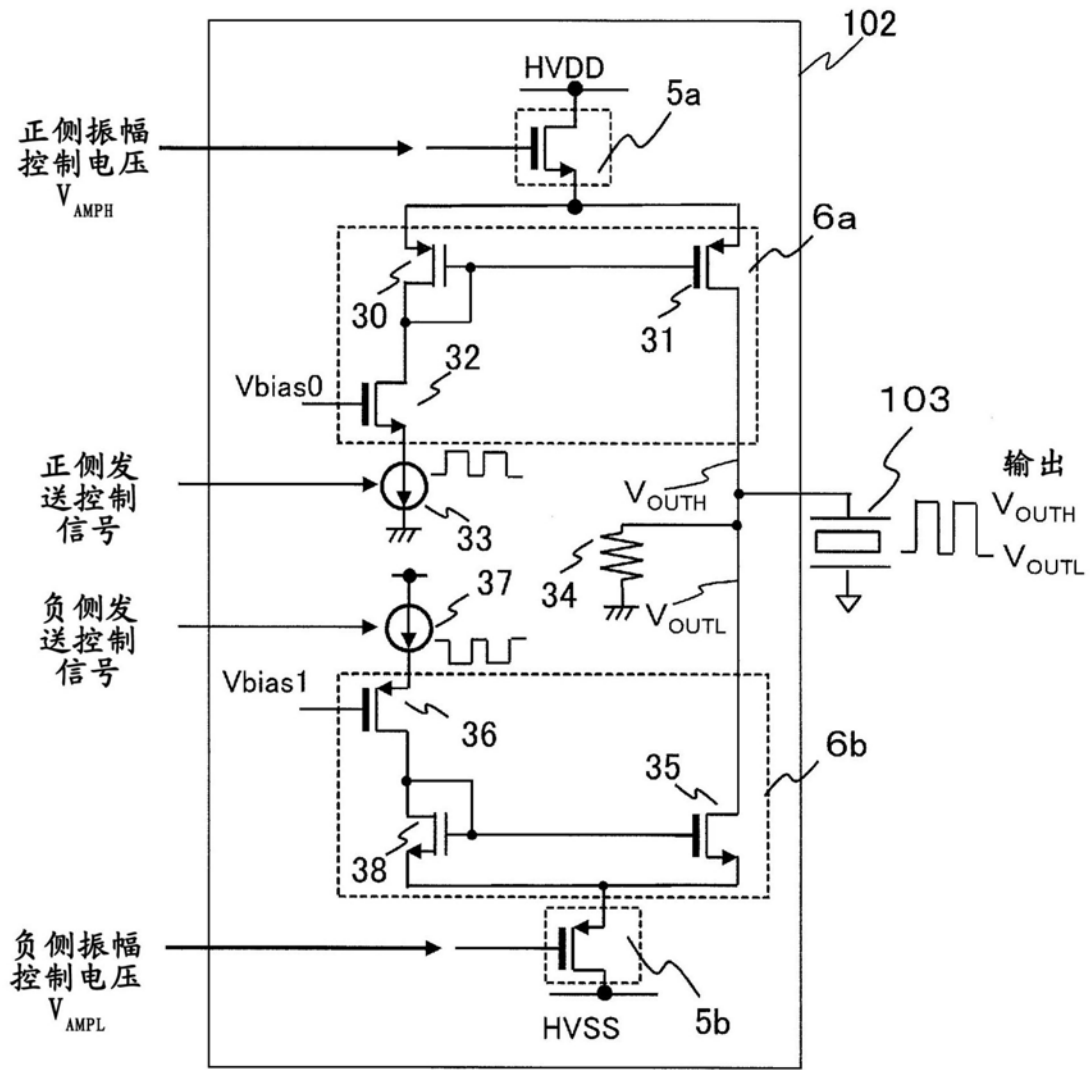 102
HVDD
5a
正侧振幅
控制电压
V_AMPH
6a
30
31
32
Vbias0
103
正侧发
送控制
信号
输出
V_OUTH
V_OUTH
33
34
V_OUTL
V_OUTL
37
负侧发
送控制
信号
Vbias1
36
6b
35
38
负侧振幅
控制电压
V_AMPL
5b
HVSS